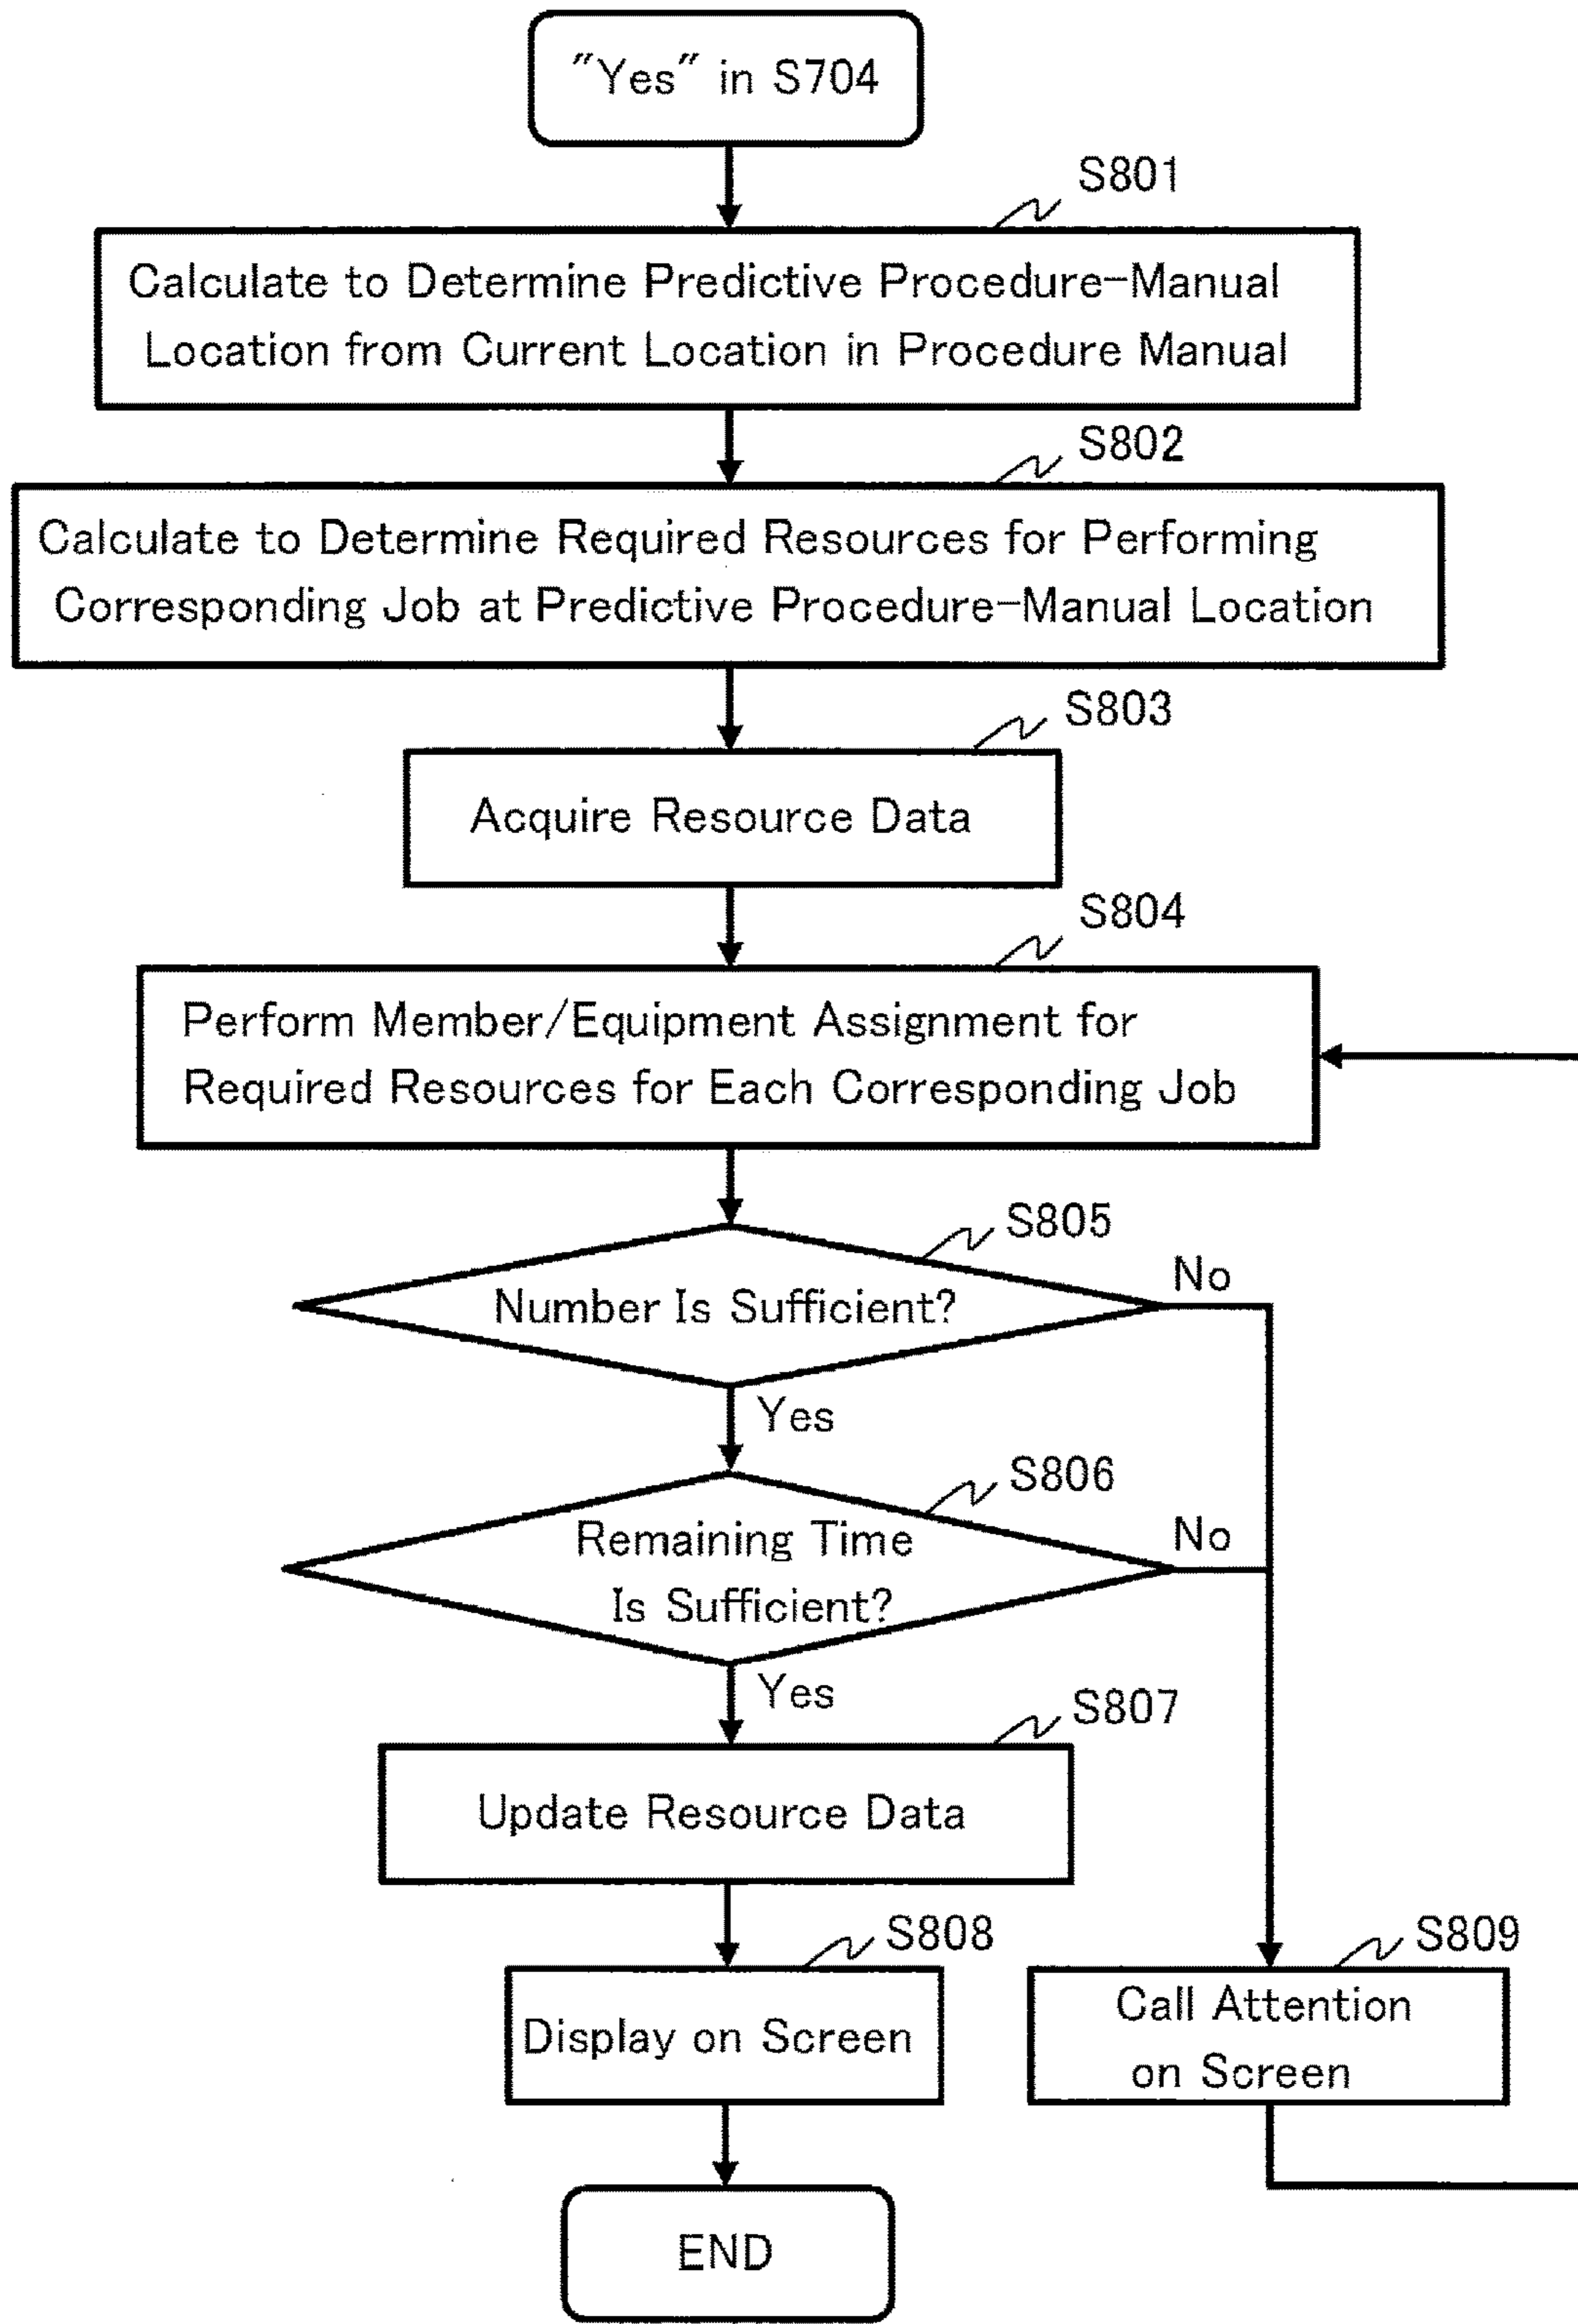 "Yes" in S704
S801
Calculate to Determine Predictive Procedure-Manual
Location from Current Location in Procedure Manual
S802
Calculate to Determine Required Resources for Performing
Corresponding Job at Predictive Procedure-Manual Location
S803
Acquire Resource Data
S804
Perform Member/Equipment Assignment for
Required Resources for Each Corresponding Job
S805
Number Is Sufficient?
No
Yes
S806
Remaining Time
Is Sufficient?
No
Yes
S807
Update Resource Data
S808
Display on Screen
S809
Call Attention
on Screen
END